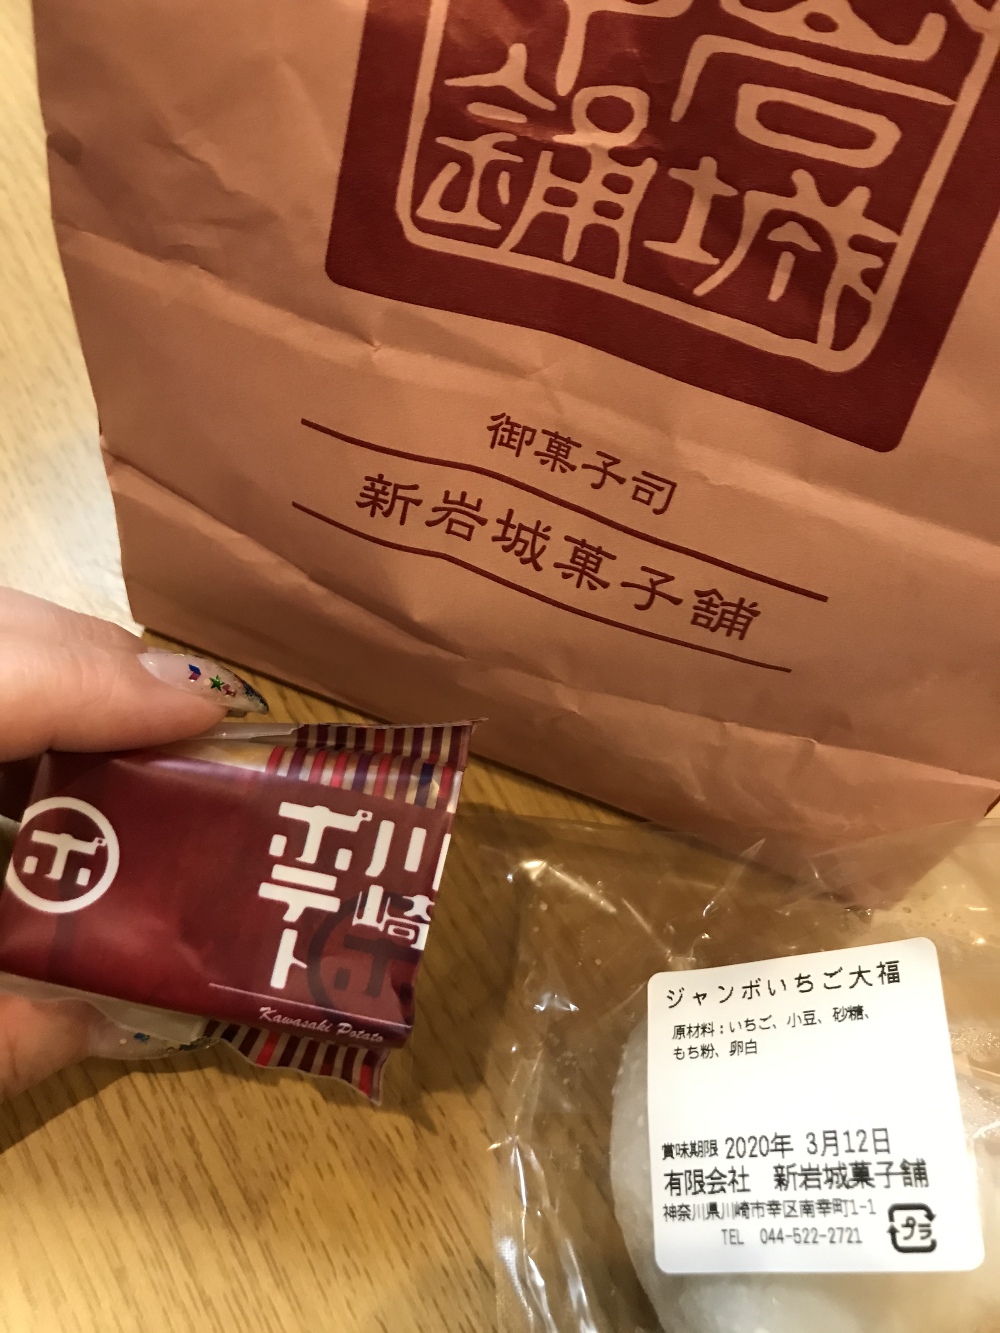 岩城
舗
御菓子司
新岩城菓子舗
ポ
川崎
ポテト
Kawasaki Potato
ジャンボいちご大福
原材料：いちご、小豆、砂糖、
もち粉、卵白
賞味期限 2020年 3月12日
有限会社 新岩城菓子舗
神奈川県川崎市幸区南幸町1-1
TEL 044-522-2721
プラ